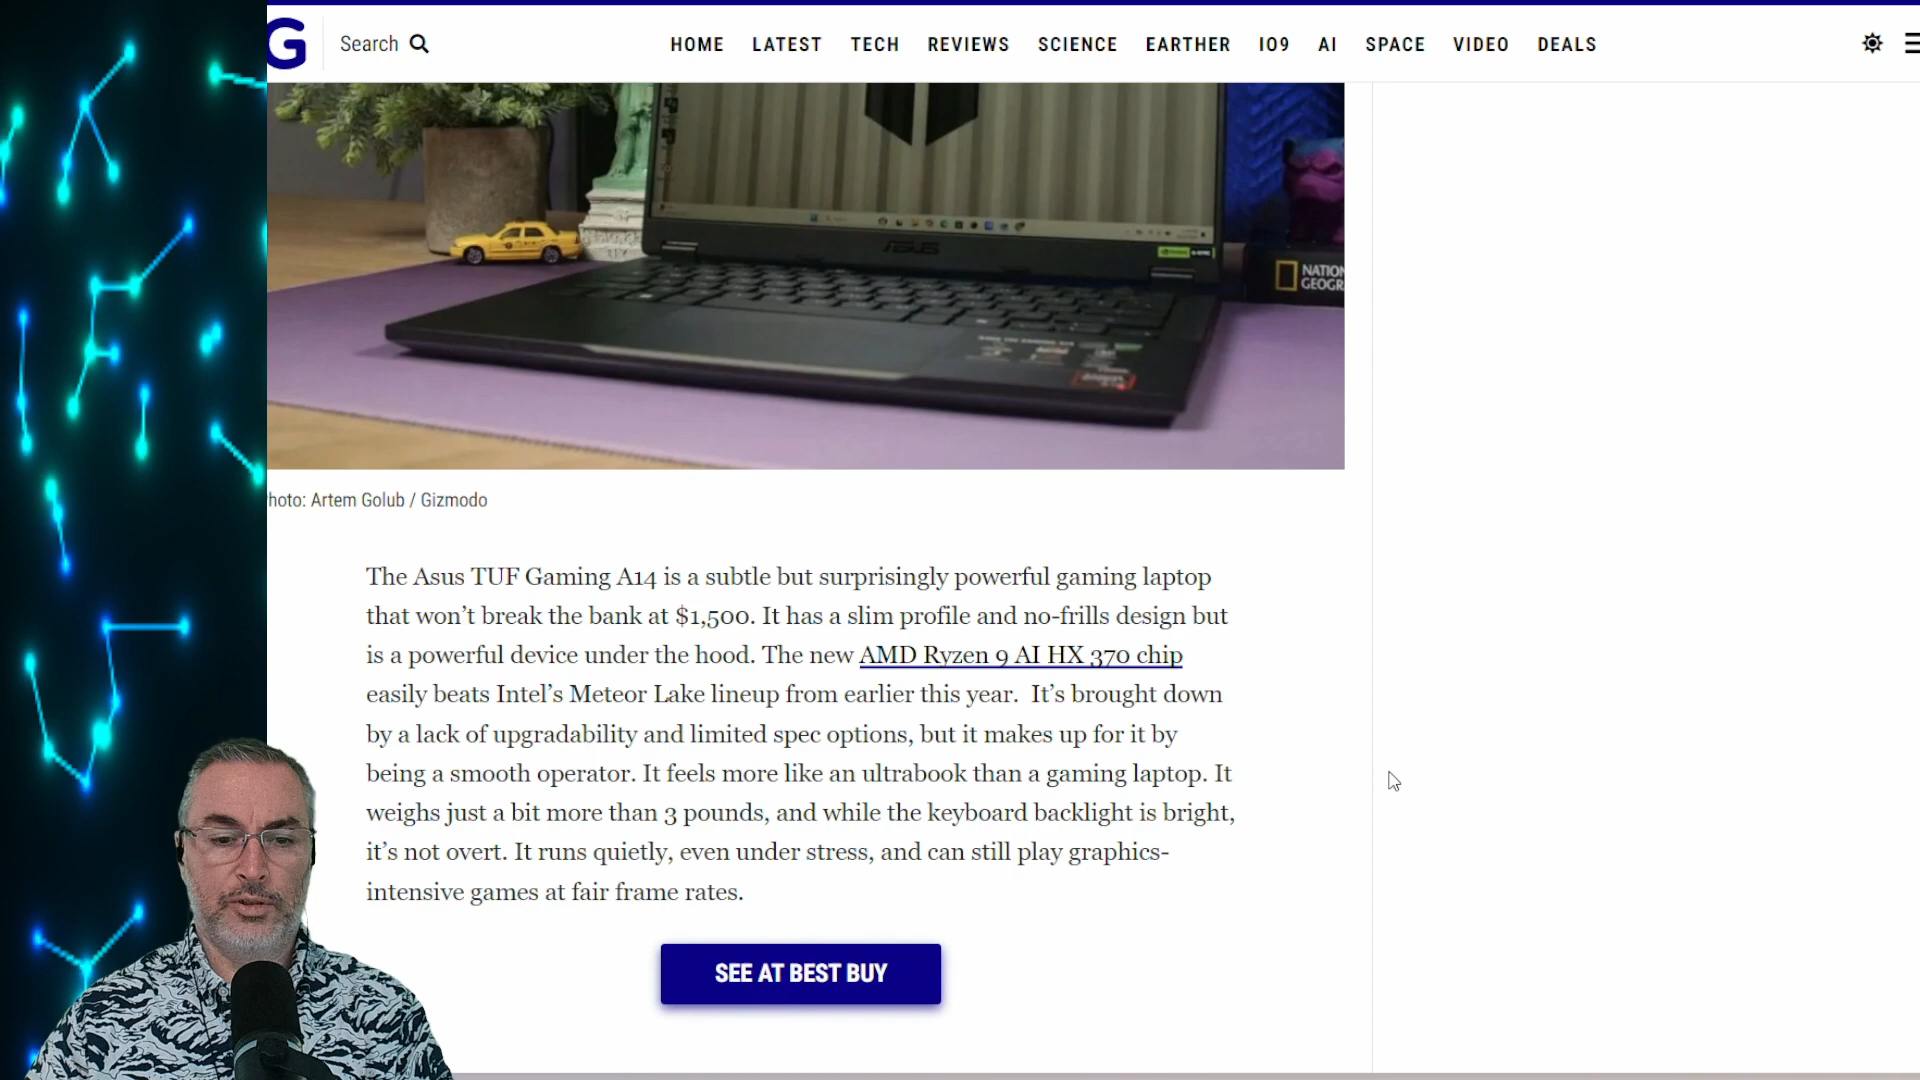 G
Search
HOME LATEST TECH REVIEWS SCIENCE EARTHER IO9 AI SPACE VIDEO DEALS
ASUS
NATION
GEOGR
hoto: Artem Golub / Gizmodo
The Asus TUF Gaming A14 is a subtle but surprisingly powerful gaming laptop
that won’t break the bank at $1,500. It has a slim profile and no-frills design but
is a powerful device under the hood. The new AMD Ryzen 9 AI HX 370 chip
easily beats Intel’s Meteor Lake lineup from earlier this year. It’s brought down
by a lack of upgradability and limited spec options, but it makes up for it by
being a smooth operator. It feels more like an ultrabook than a gaming laptop. It
weighs just a bit more than 3 pounds, and while the keyboard backlight is bright,
it’s not overt. It runs quietly, even under stress, and can still play graphics-
intensive games at fair frame rates.
SEE AT BEST BUY